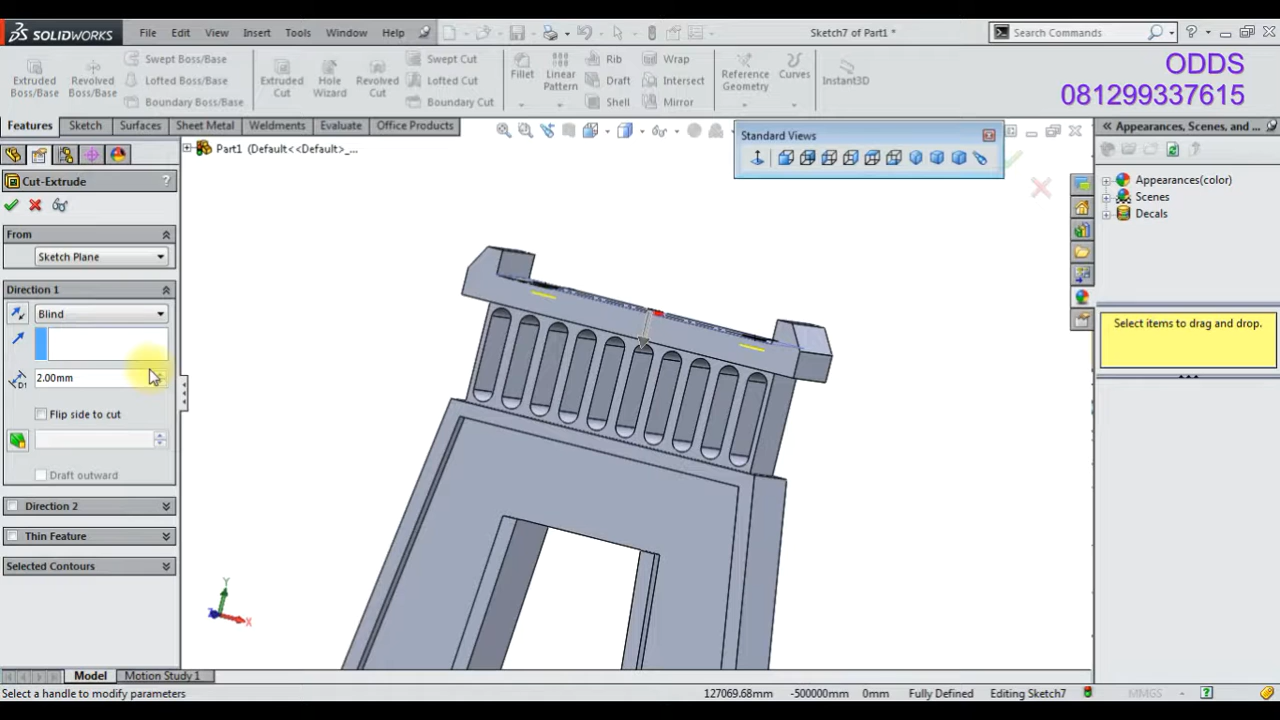 SOLIDWORKS File Edit View Insert Tools Window Help Sketch7 of Part1 * Search Commands
ODDS
081299337615
Extruded Boss/Base
Revolved Boss/Base
Swept Boss/Base
Lofted Boss/Base
Boundary Boss/Base
Extruded Cut
Hole Wizard
Revolved Cut
Swept Cut
Lofted Cut
Boundary Cut
Fillet
Linear Pattern
Rib
Draft
Shell
Wrap
Intersect
Mirror
Reference Geometry
Curves
Instant3D
Features Sketch Surfaces Sheet Metal Weldments Evaluate Office Products
Standard Views
Appearances, Scenes, and...
Part1 (Default<<Default>_...
Cut-Extrude ?
From
Sketch Plane
Direction 1
Blind
D1
2.00mm
Flip side to cut
Draft outward
Direction 2
Thin Feature
Selected Contours
Appearances(color)
Scenes
Decals
Select items to drag and drop.
Y
X
Z
Model Motion Study 1
Select a handle to modify parameters 127069.68mm -500000mm 0mm Fully Defined Editing Sketch7 MMGS